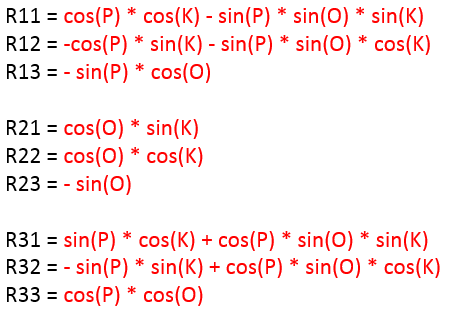 R11 = cos(P) * cos(K) - sin(P) * sin(O) * sin(K)
R12 = -cos(P) * sin(K) - sin(P) * sin(O) * cos(K)
R13 = - sin(P) * cos(O)
R21 = cos(O) * sin(K)
R22 = cos(O) * cos(K)
R23 = - sin(O)
R31 = sin(P) * cos(K) + cos(P) * sin(O) * sin(K)
R32 = - sin(P) * sin(K) + cos(P) * sin(O) * cos(K)
R33 = cos(P) * cos(O)